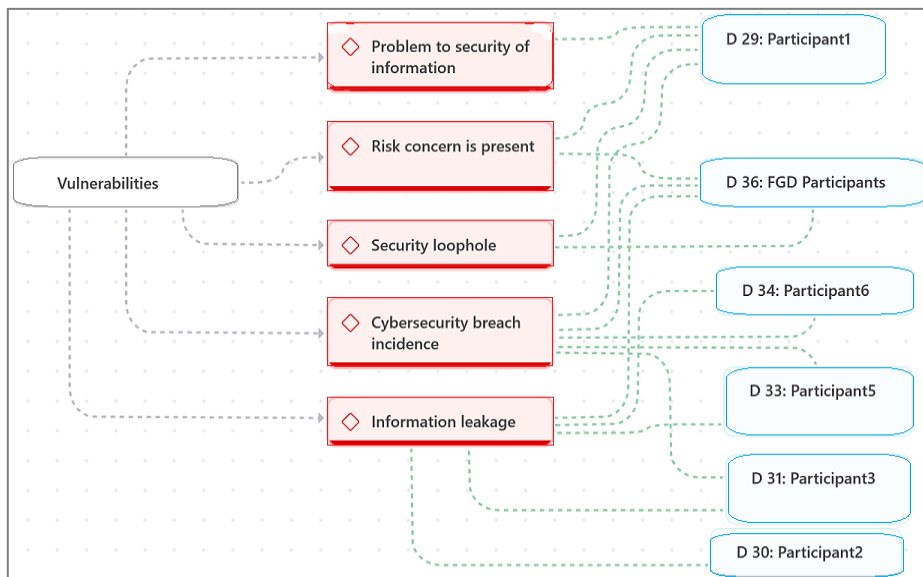 Vulnerabilities
Problem to security of
information
Risk concern is present
Security loophole
Cybersecurity breach
incidence
Information leakage
D 29: Participant1
D 36: FGD Participants
D 34: Participant6
D 33: Participant5
D 31: Participant3
D 30: Participant2